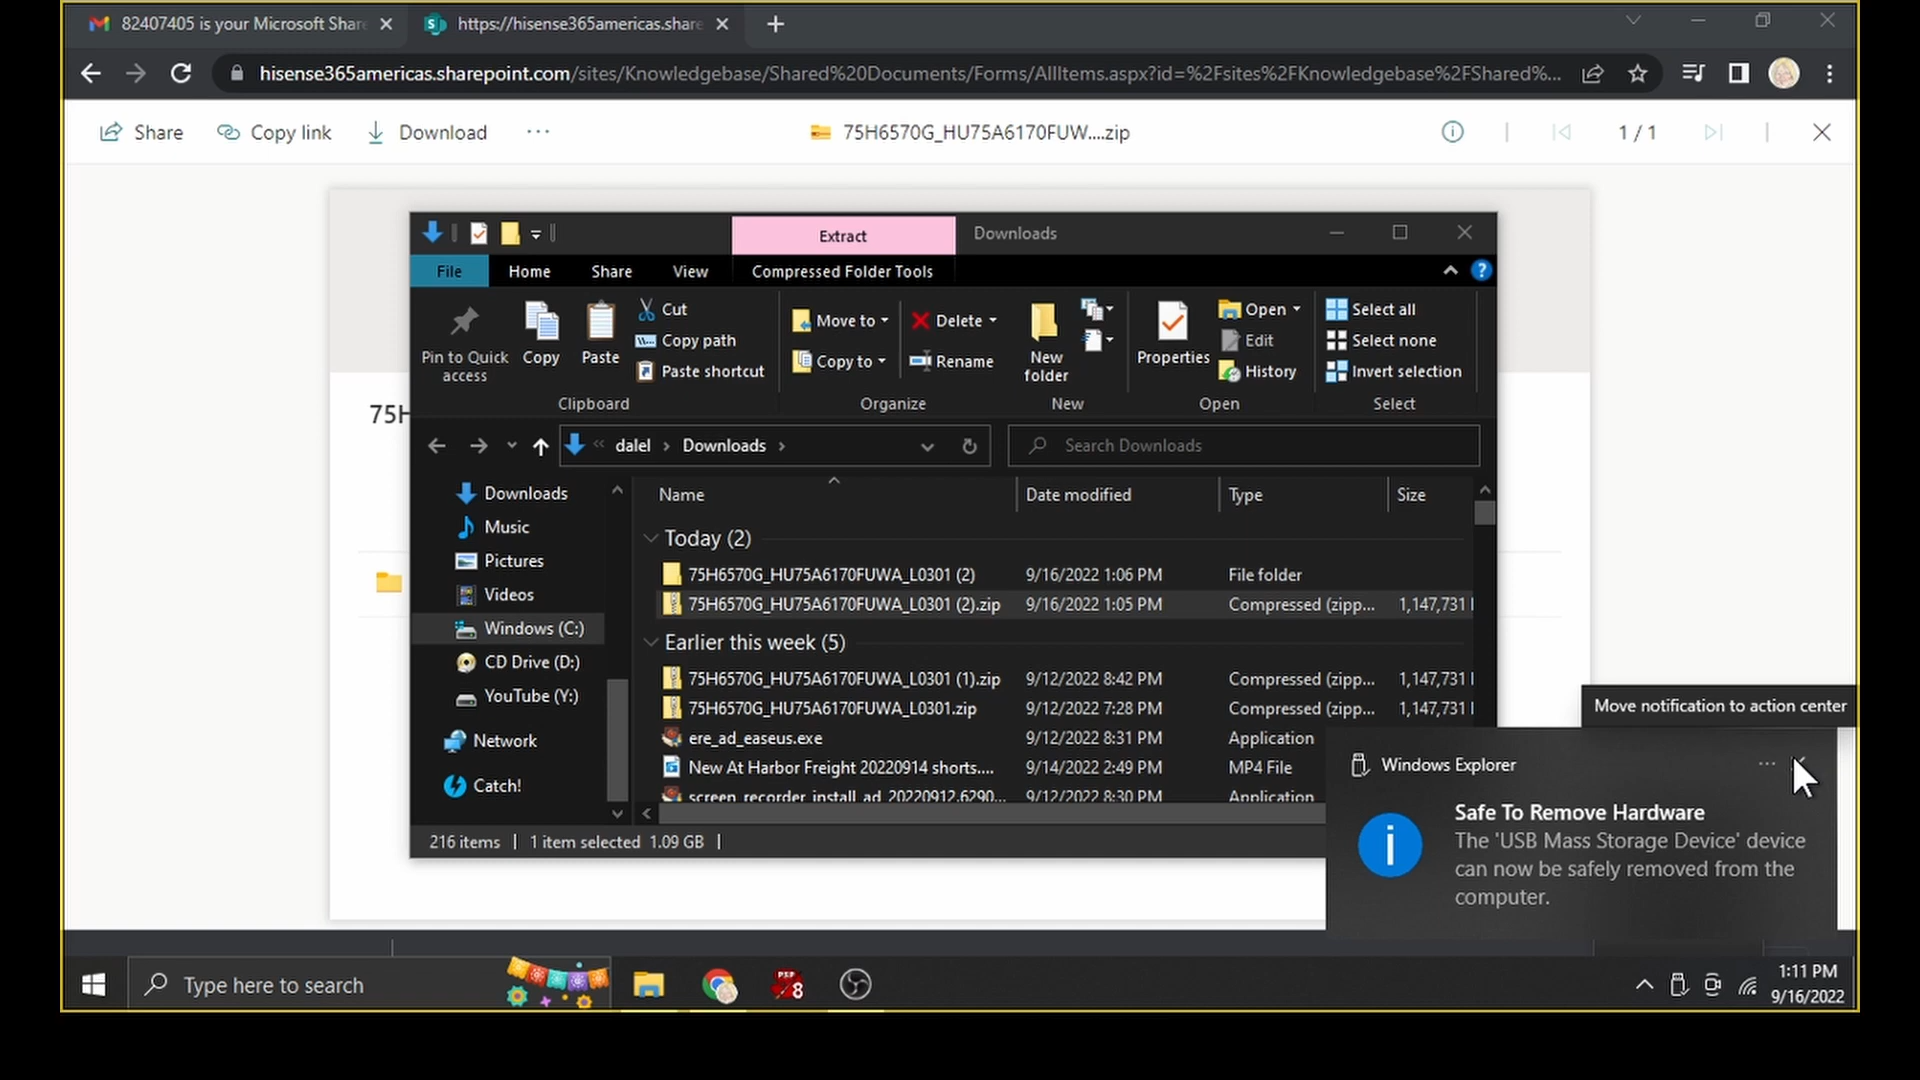 82407405 is your Microsoft Shar
https://hisense365americas.share
hisense365americas.sharepoint.com/sites/Knowledgebase/Shared%20Documents/Forms/AllItems.aspx?id=%2Fsites%2FKnowledgebase%2FShared%...
Share
Copy link
Download
75H6570G_HU75A6170FUW....zip
1 / 1
Extract
Downloads
File
Home
Share
View
Compressed Folder Tools
Pin to Quick
access
Copy
Paste
Cut
Copy path
Paste shortcut
Clipboard
Move to
Copy to
Delete
Rename
Organize
New
folder
New
Properties
Open
Edit
History
Open
Select all
Select none
Invert selection
Select
75H
dalel > Downloads >
Search Downloads
Downloads
Music
Pictures
Videos
Windows (C:)
CD Drive (D:)
YouTube (Y:)
Network
Catch!
Name Date modified Type Size
Today (2)
75H6570G_HU75A6170FUWA_L0301 (2) 9/16/2022 1:06 PM File folder
75H6570G_HU75A6170FUWA_L0301 (2).zip 9/16/2022 1:05 PM Compressed (zipp... 1,147,731
Earlier this week (5)
75H6570G_HU75A6170FUWA_L0301 (1).zip 9/12/2022 8:42 PM Compressed (zipp... 1,147,731
75H6570G_HU75A6170FUWA_L0301.zip 9/12/2022 7:28 PM Compressed (zipp... 1,147,731
ere_ad_easeus.exe 9/12/2022 8:31 PM Application
New At Harbor Freight 20220914 shorts.... 9/14/2022 2:49 PM MP4 File
screen_recorder_install_ad_20220912.6290... 9/12/2022 8:30 PM Application
216 items | 1 item selected 1.09 GB |
Move notification to action center
Windows Explorer
Safe To Remove Hardware
The 'USB Mass Storage Device' device
can now be safely removed from the
computer.
Type here to search
PSP
8
1:11 PM
9/16/2022